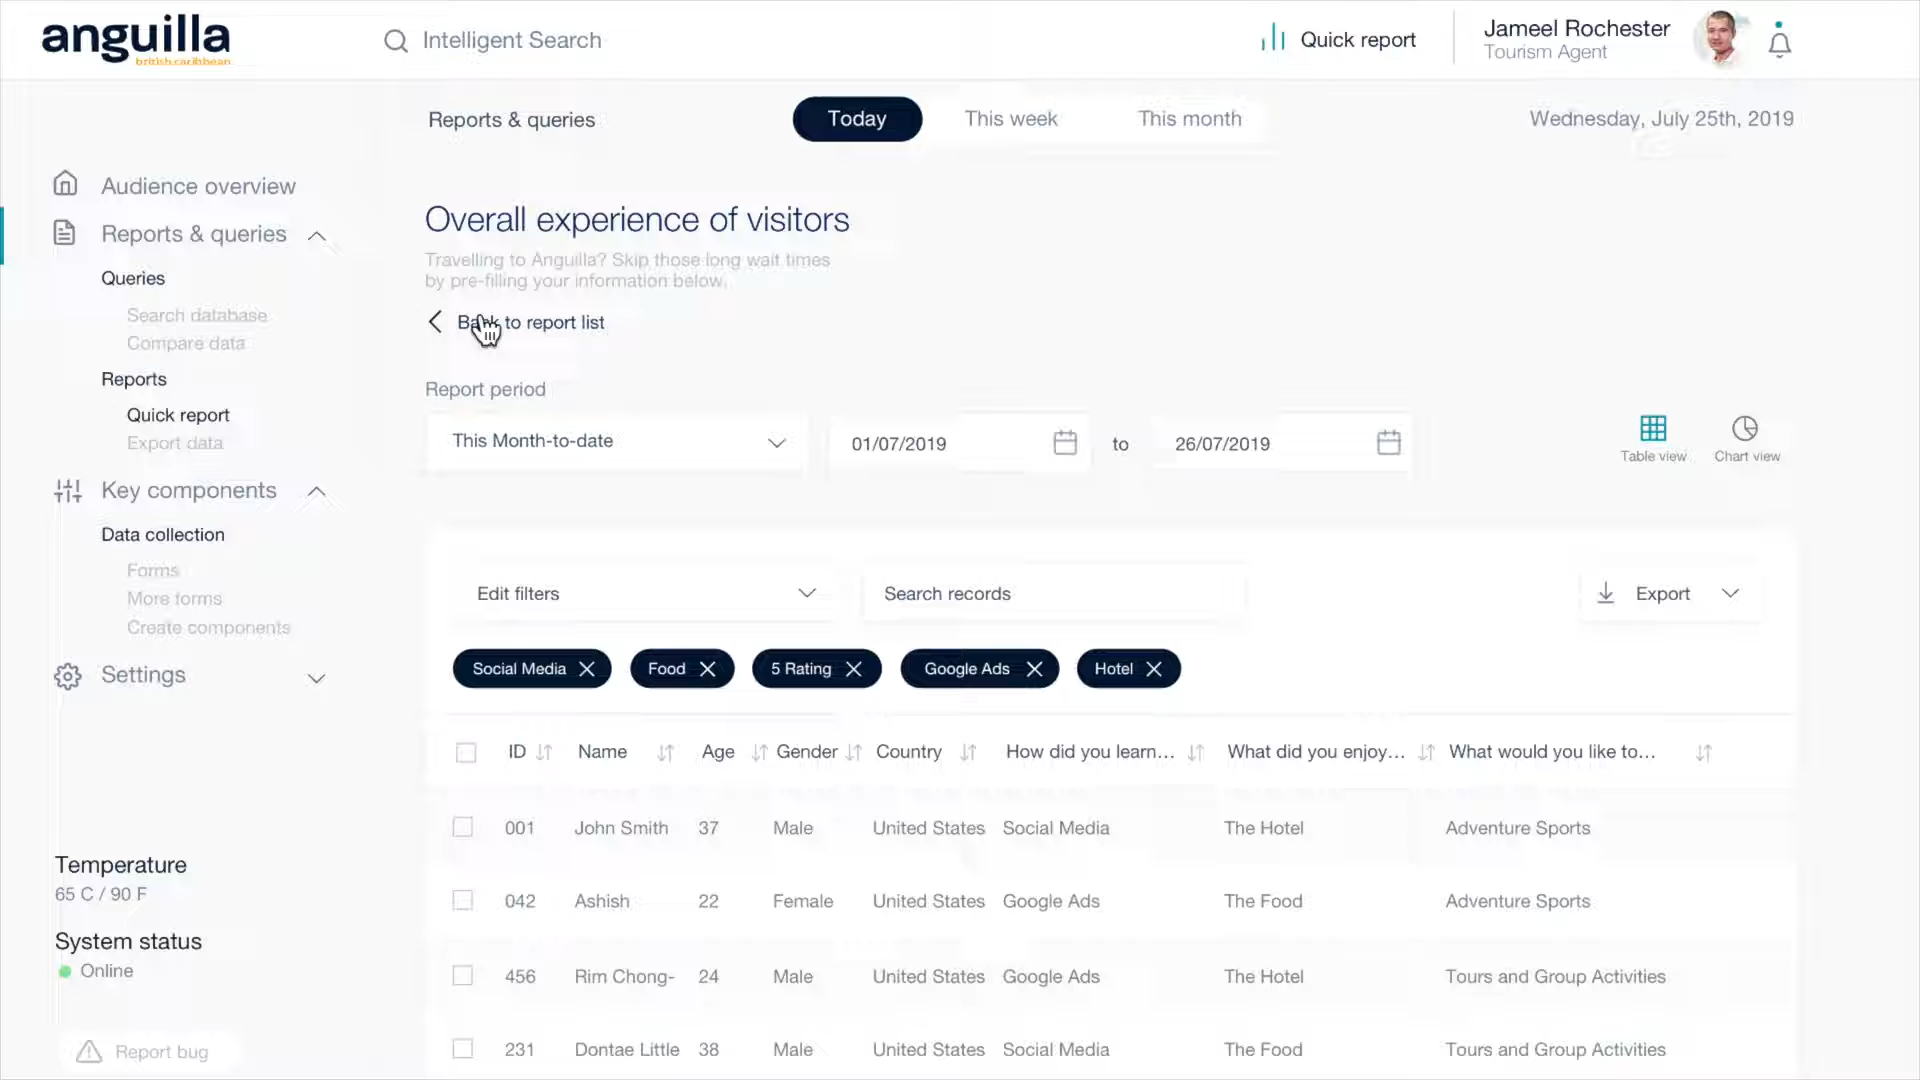 anguilla
british.caribbean
Intelligent Search
Quick report
Jameel Rochester
Tourism Agent
Reports & queries
Today
This week
This month
Wednesday, July 25th, 2019
Audience overview
Reports & queries
Queries
Search database
Compare data
Reports
Quick report
Export data
Key components
Data collection
Forms
More forms
Create components
Settings
Temperature
65 C / 90 F
System status
Online
Report bug
Overall experience of visitors
Travelling to Anguilla? Skip those long wait times
by pre-filling your information below.
Back to report list
Report period
This Month-to-date
01/07/2019
to
26/07/2019
Table view
Chart view
Edit filters
Search records
Export
Social Media
Food
5 Rating
Google Ads
Hotel
ID Name Age Gender Country How did you learn... What did you enjoy... What would you like to...
001 John Smith 37 Male United States Social Media The Hotel Adventure Sports
042 Ashish 22 Female United States Google Ads The Food Adventure Sports
456 Rim Chong- 24 Male United States Google Ads The Hotel Tours and Group Activities
231 Dontae Little 38 Male United States Social Media The Food Tours and Group Activities